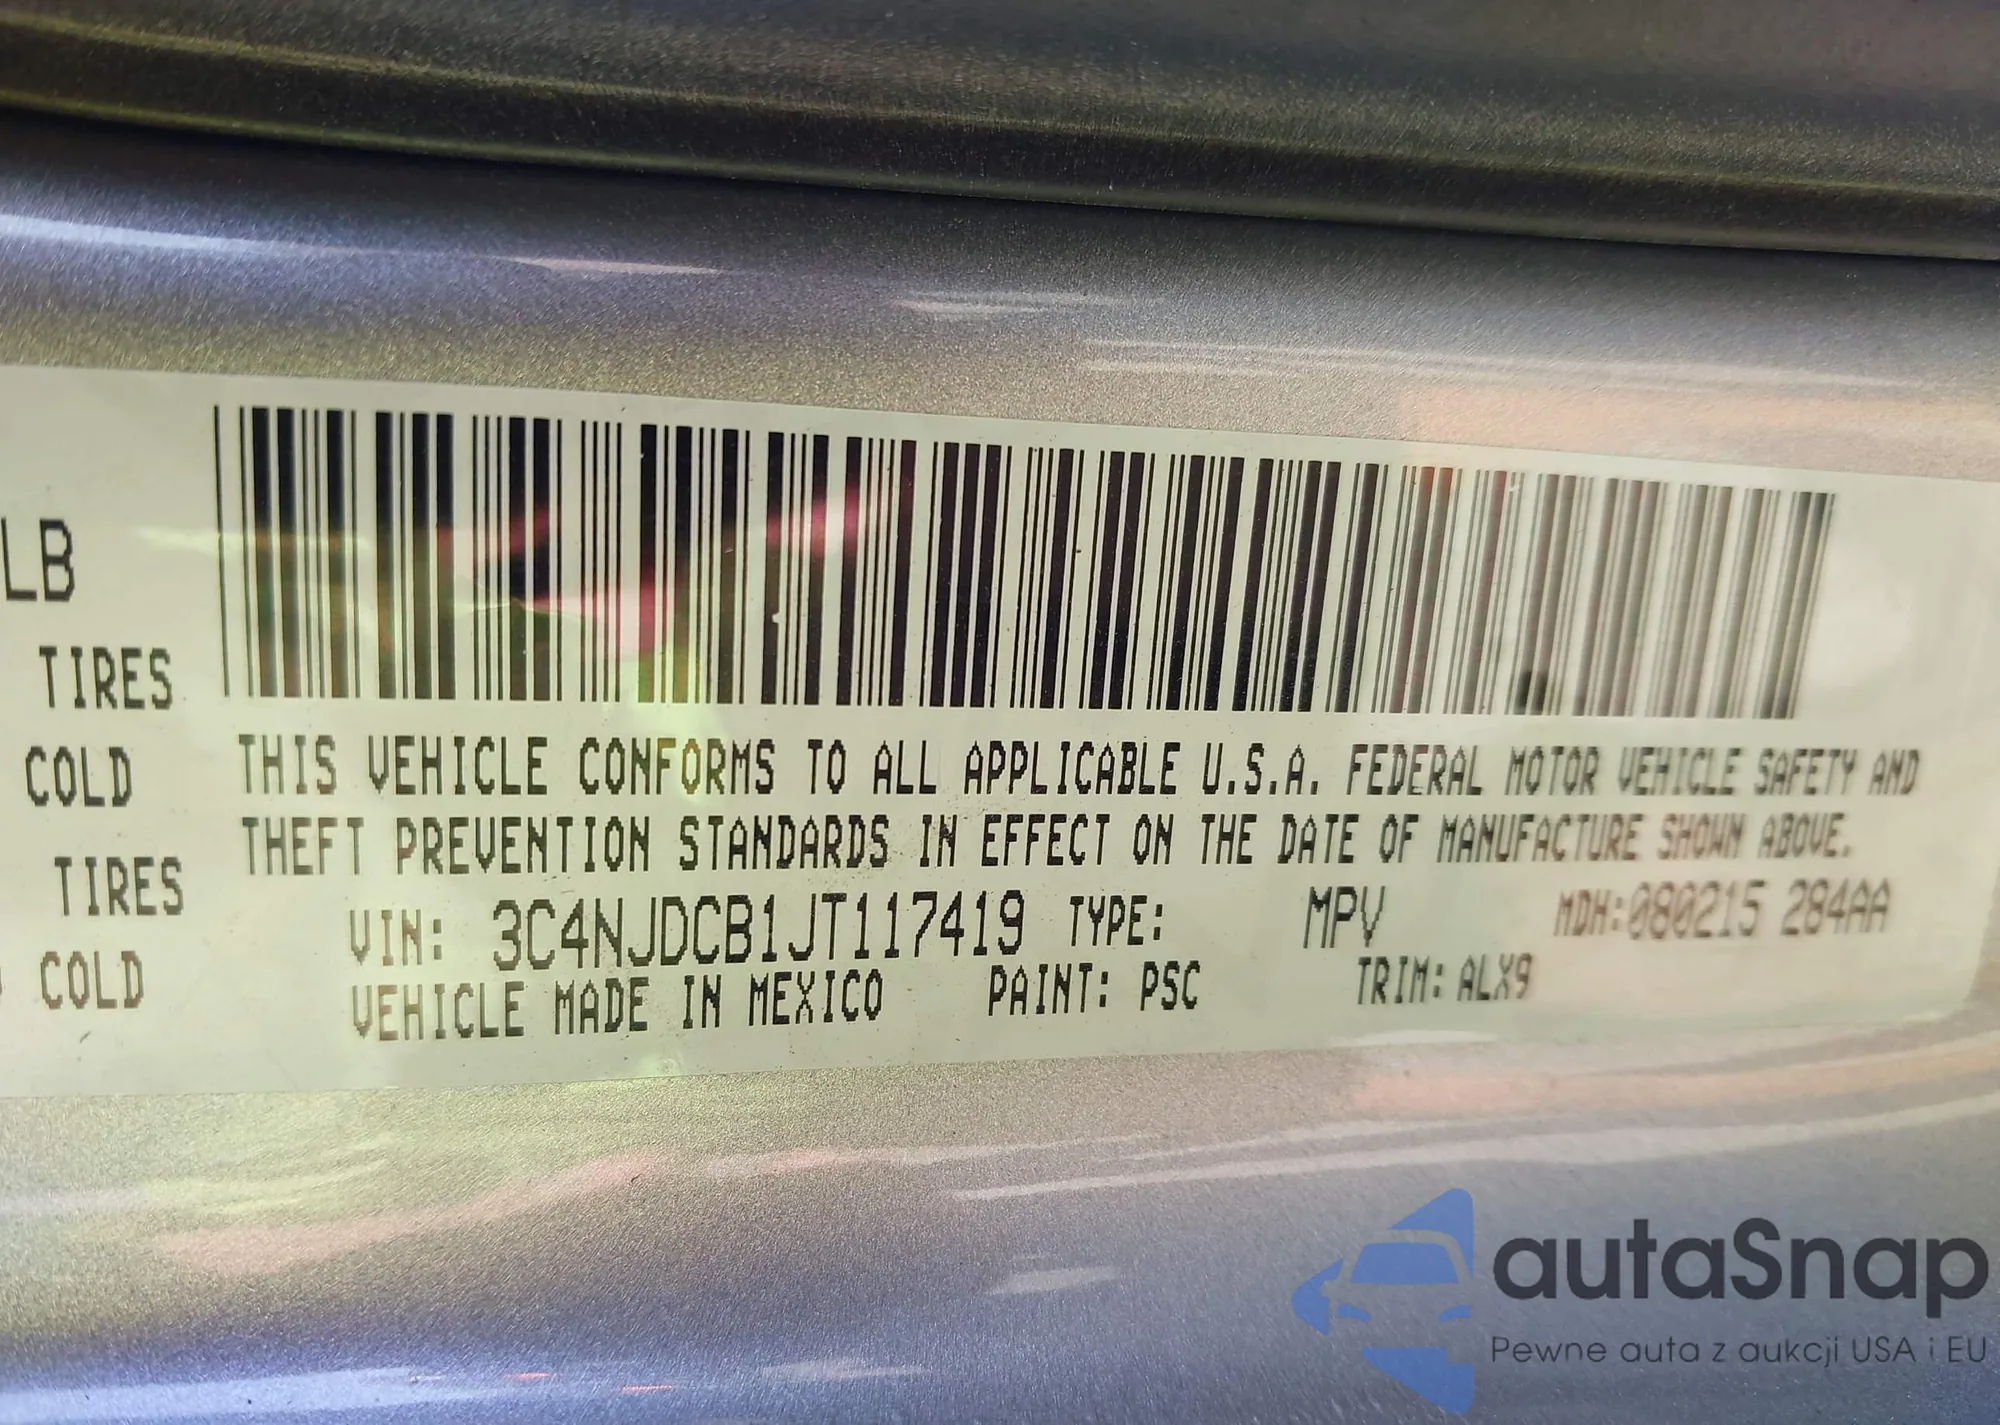 LB
TIRES
COLD
TIRES
COLD
THIS VEHICLE CONFORMS TO ALL APPLICABLE U.S.A. FEDERAL MOTOR VEHICLE SAFETY AND
THEFT PREVENTION STANDARDS IN EFFECT ON THE DATE OF MANUFACTURE SHOWN ABOVE.
VIN: 3C4NJDCB1JT117419 TYPE: MPV MDH:080215 284AA
VEHICLE MADE IN MEXICO PAINT: PSC TRIM: ALX9
autaSnap
Pewne auta z aukcji USA i EU